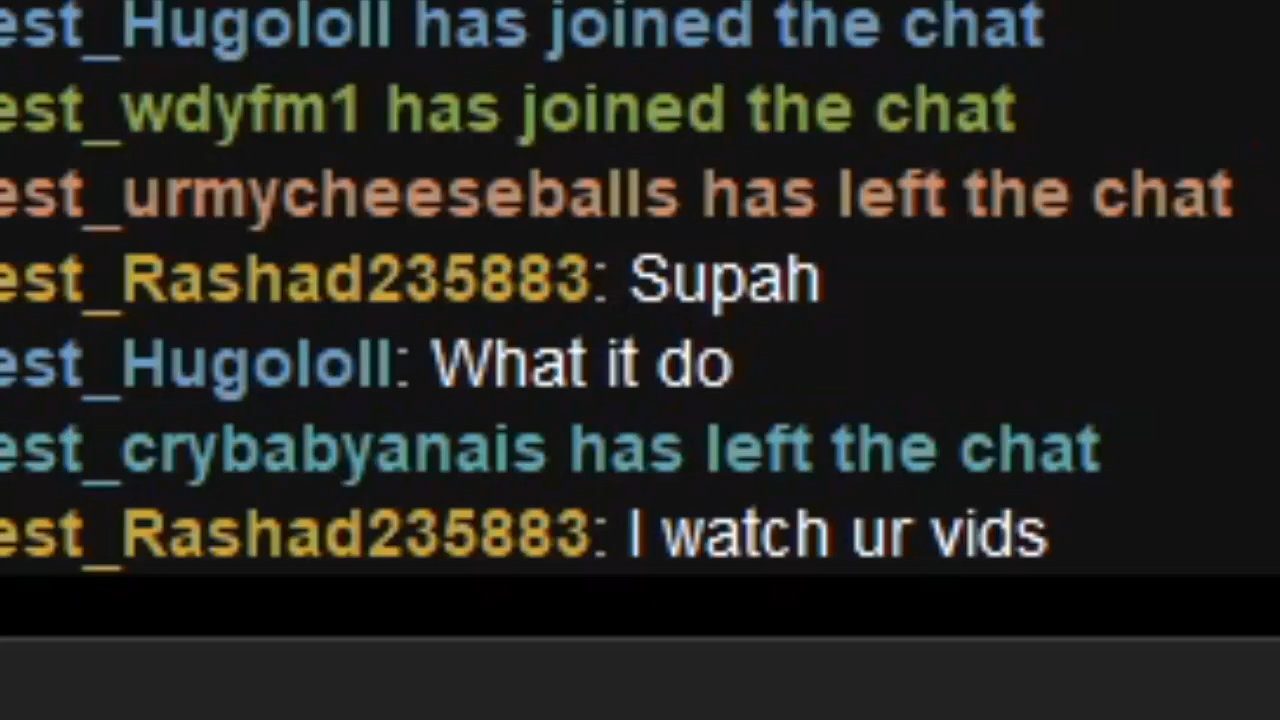 est_Hugololl has joined the chat
est_wdyfm1 has joined the chat
est_urmycheeseballs has left the chat
est_Rashad235883: Supah
est_Hugololl: What it do
est_crybabyanais has left the chat
est_Rashad235883: I watch ur vids